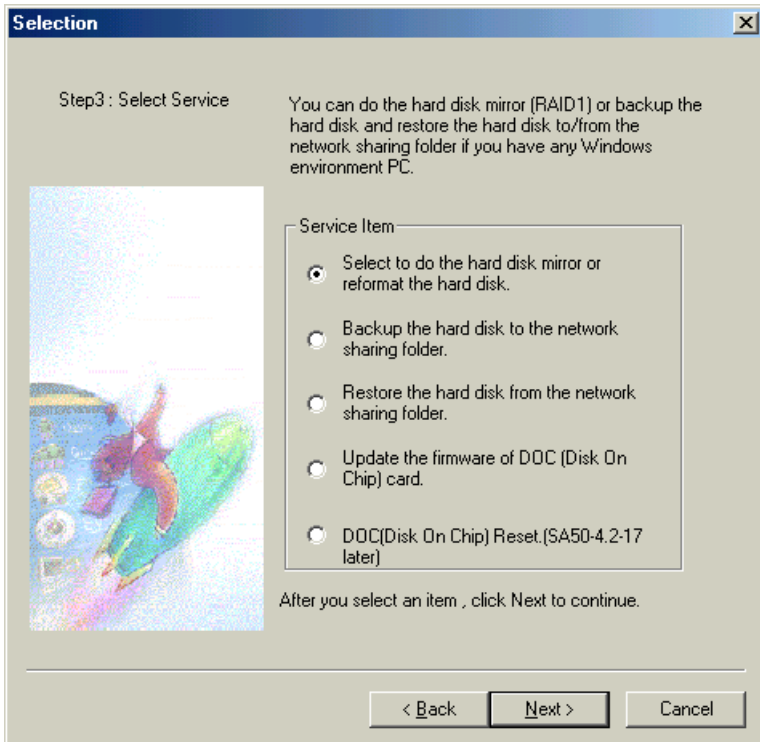 Selection
Step3 : Select Service
You can do the hard disk mirror (RAID1) or backup the
hard disk and restore the hard disk to/from the
network sharing folder if you have any Windows
environment PC.
Service Item
Select to do the hard disk mirror or
reformat the hard disk.
Backup the hard disk to the network
sharing folder.
Restore the hard disk from the network
sharing folder.
Update the firmware of DOC (Disk On
Chip) card.
DOC(Disk On Chip) Reset.(SA50-4.2-17
later)
After you select an item , click Next to continue.
< Back
Next >
Cancel